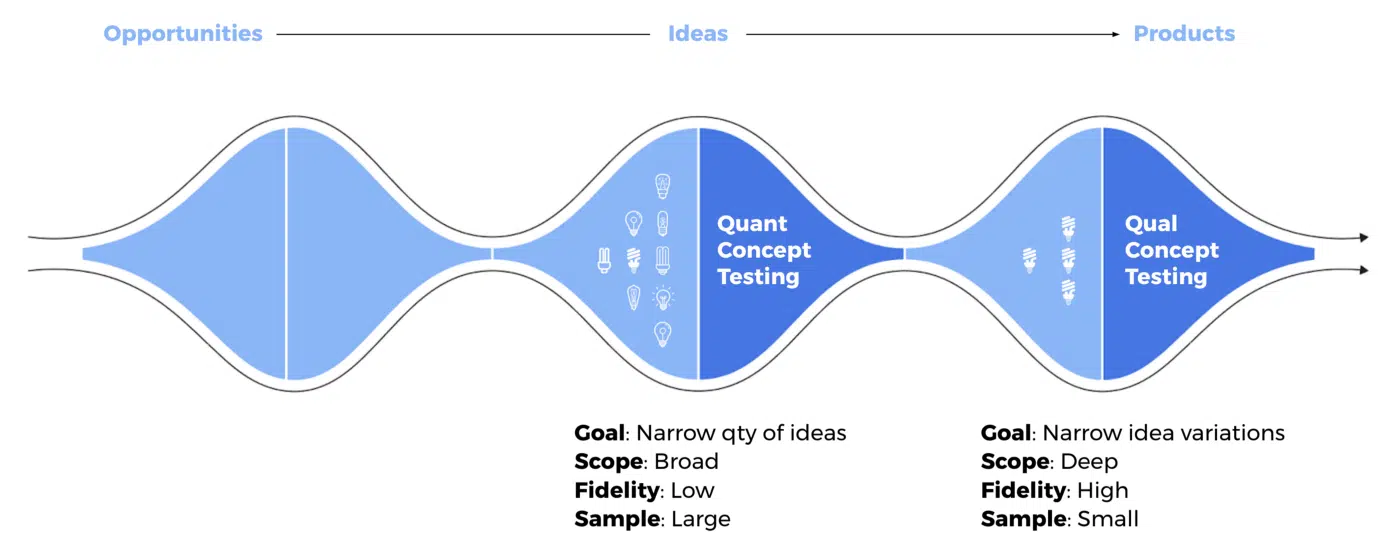 Opportunities
Ideas
Products
Quant
Concept
Testing
Qual
Concept
Testing
Goal: Narrow qty of ideas
Scope: Broad
Fidelity: Low
Sample: Large
Goal: Narrow idea variations
Scope: Deep
Fidelity: High
Sample: Small